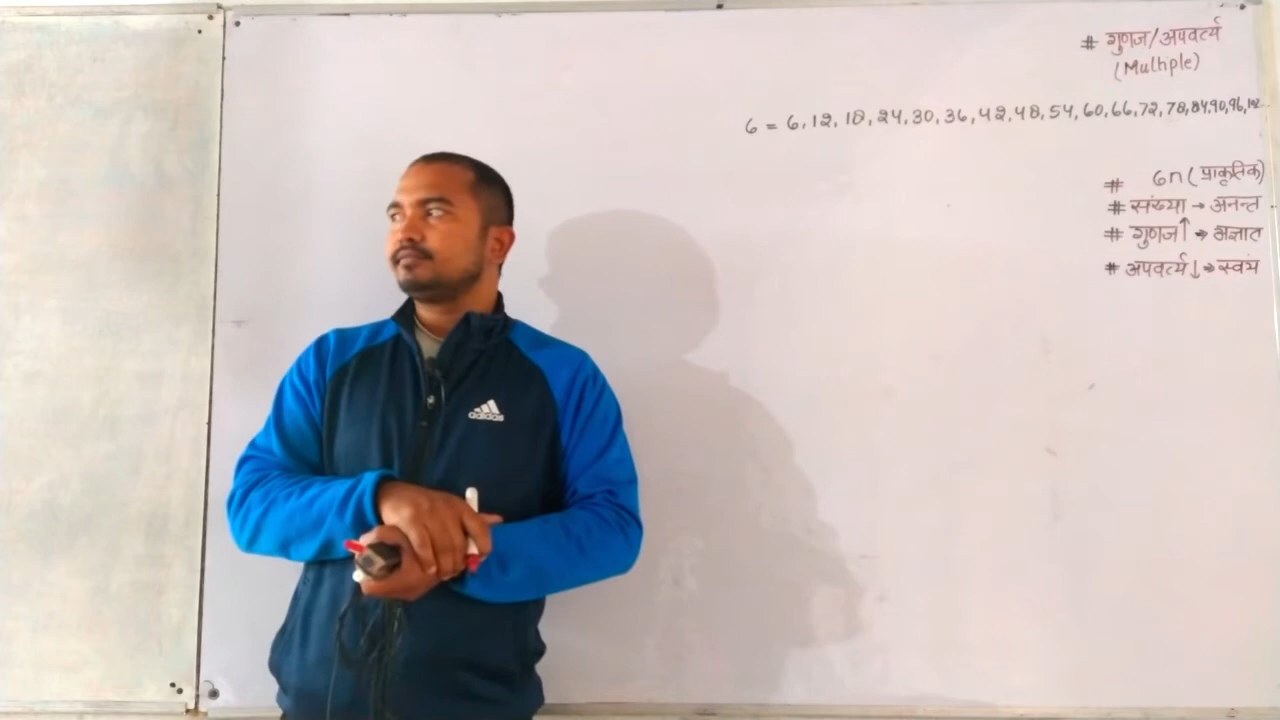 # गुणज/अपवर्त्य
(Multiple)
6 = 6, 12, 18, 24, 30, 36, 42, 48, 54, 60, 66, 72, 78, 84, 90, 96, 102
# 6n (प्राकृतिक)
# संख्या → अनन्त
# गुणज↑ → अज्ञात
# अपवर्त्य↓ → स्वयं
adidas